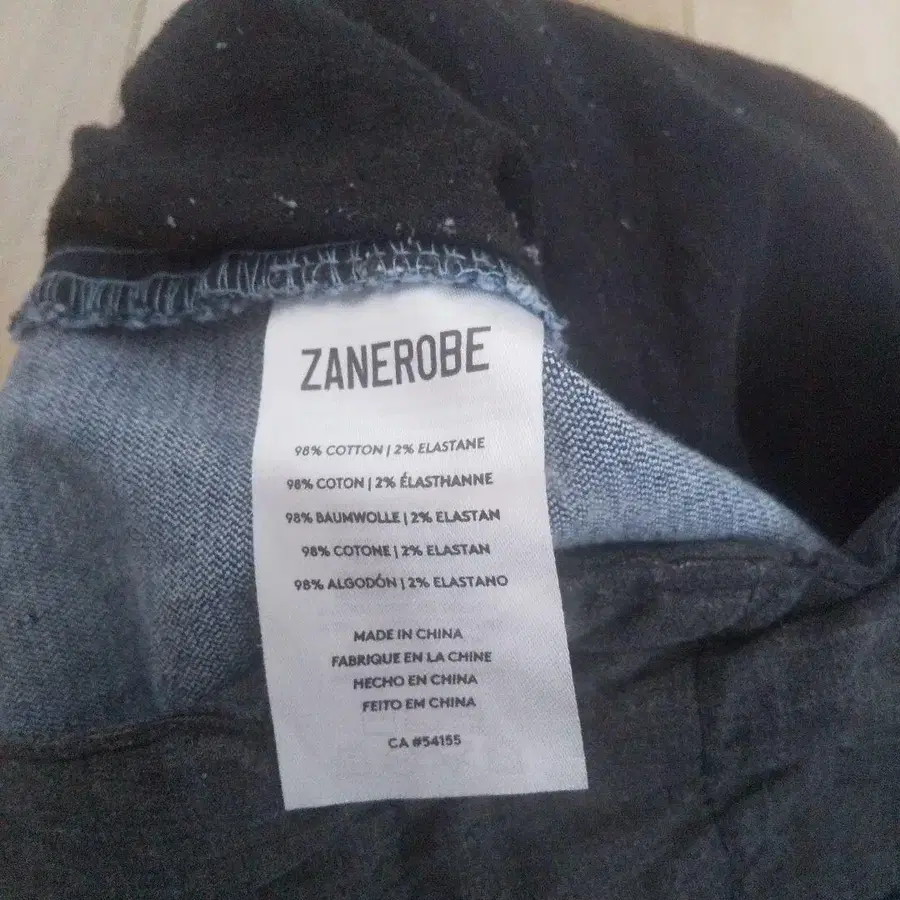 ZANEROBE
98% COTTON | 2% ELASTANE
98% COTON | 2% ÉLASTHANNE
98% BAUMWOLLE | 2% ELASTAN
98% COTONE | 2% ELASTAN
98% ALGODÓN | 2% ELASTANO
MADE IN CHINA
FABRIQUE EN LA CHINE
HECHO EN CHINA
FEITO EM CHINA
CA #54155